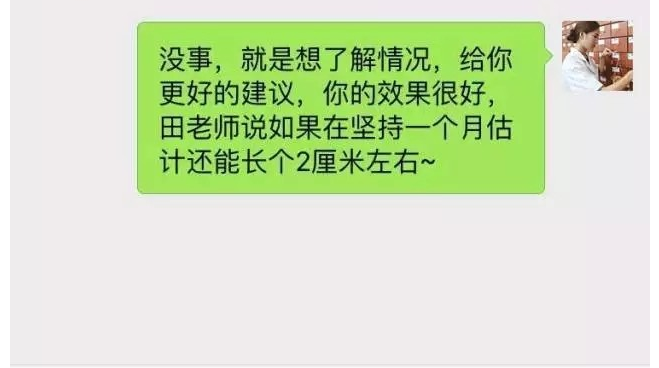 没事，就是想了解情况，给你
更好的建议，你的效果很好，
田老师说如果在坚持一个月估
计还能长个2厘米左右~